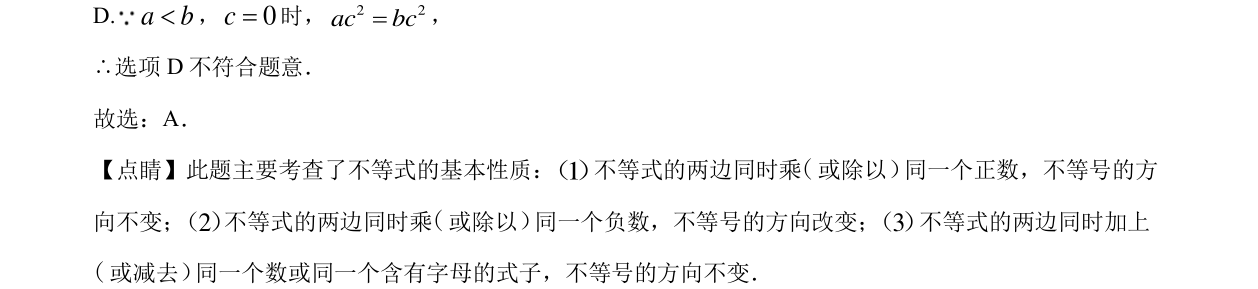 D.∵a<b，c=0时，ac²=bc²，
∴选项 D 不符合题意．
故选：A．
【点睛】此题主要考查了不等式的基本性质：(1)不等式的两边同时乘(或除以)同一个正数，不等号的方
向不变；(2)不等式的两边同时乘(或除以)同一个负数，不等号的方向改变；(3)不等式的两边同时加上
(或减去)同一个数或同一个含有字母的式子，不等号的方向不变．